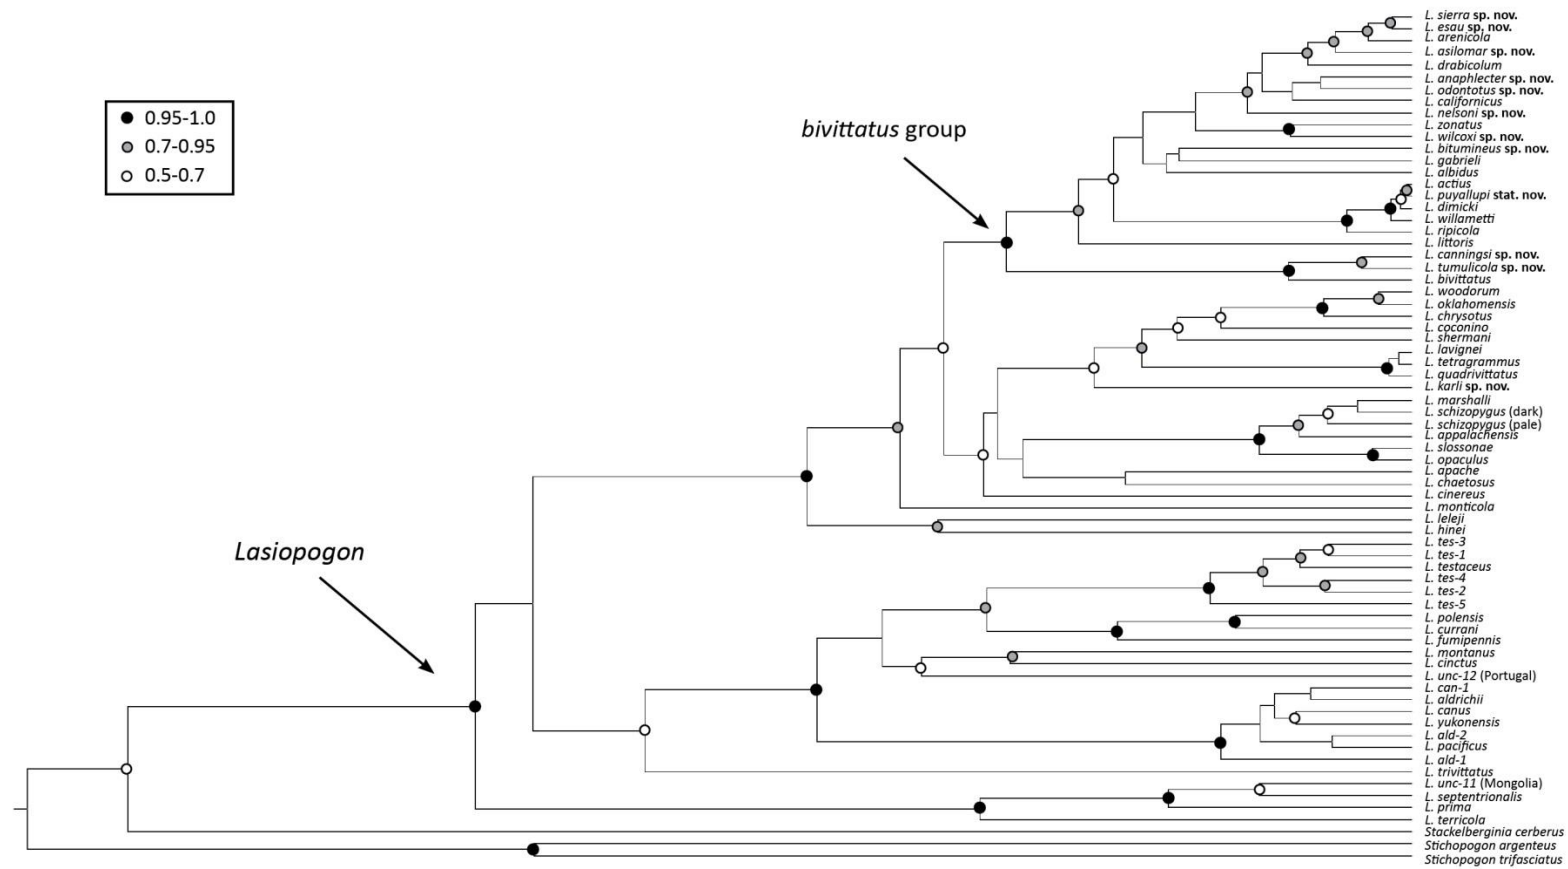 0.95-1.0
0.7-0.95
0.5-0.7
bivittatus group
Lasiopogon
L. sierra sp. nov.
L. esau sp. nov.
L. arenicola
L. asilomar sp. nov.
L. drabicolum
L. anaphlecter sp. nov.
L. odontotus sp. nov.
L. californicus
L. nelsoni sp. nov.
L. zonatus
L. wilcoxi sp. nov.
L. bitumineus sp. nov.
L. gabrieli
L. albidus
L. actius
L. puyallupi stat. nov.
L. dimicki
L. willametti
L. ripicola
L. littoris
L. canningsi sp. nov.
L. tumulicola sp. nov.
L. bivittatus
L. woodorum
L. oklahomensis
L. chrysotus
L. coconino
L. shermani
L. lavignei
L. tetragrammus
L. quadrivittatus
L. karli sp. nov.
L. marshalli
L. schizopygus (dark)
L. schizopygus (pale)
L. appalachensis
L. slossonae
L. opaculus
L. apache
L. chaetosus
L. cinereus
L. monticola
L. leleji
L. hinei
L. tes-3
L. tes-1
L. testaceus
L. tes-4
L. tes-2
L. tes-5
L. polensis
L. currani
L. fumipennis
L. montanus
L. cinctus
L. unc-12 (Portugal)
L. can-1
L. aldrichii
L. canus
L. yukonensis
L. ald-2
L. pacificus
L. ald-1
L. trivittatus
L. unc-11 (Mongolia)
L. septentrionalis
L. prima
L. terricola
Stackelberginia cerberus
Stichopogon argenteus
Stichopogon trifasciatus